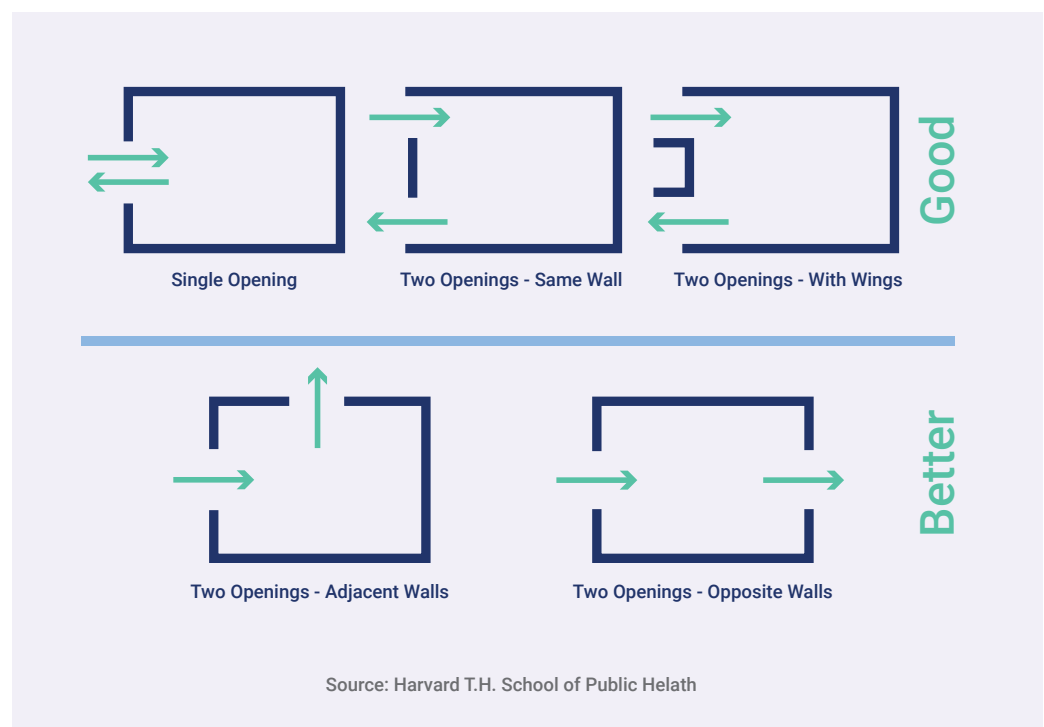 Good
Single Opening
Two Openings - Same Wall
Two Openings - With Wings
Better
Two Openings - Adjacent Walls
Two Openings - Opposite Walls
Source: Harvard T.H. School of Public Helath